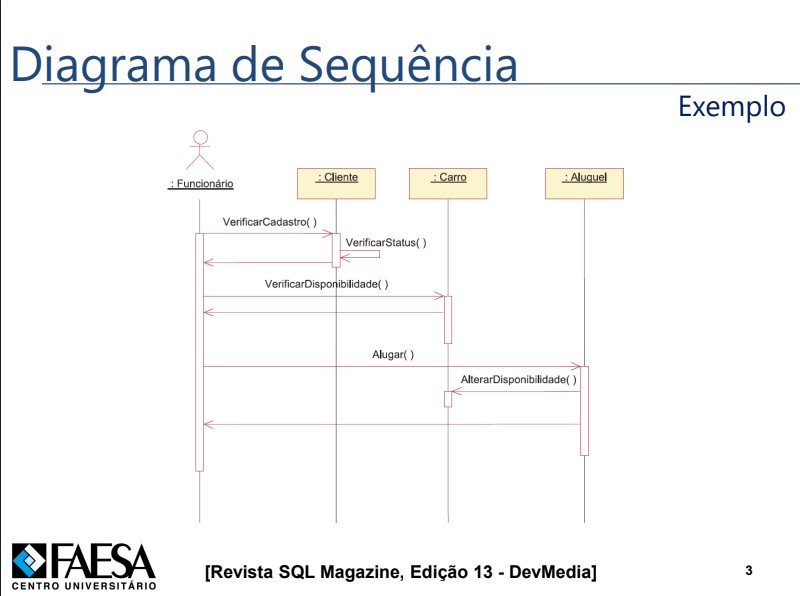 Diagrama de Sequência
Exemplo
: Funcionário
: Cliente
: Carro
: Aluguel
VerificarCadastro( )
VerificarStatus( )
VerificarDisponibilidade( )
Alugar( )
AlterarDisponibilidade( )
FAESA
CENTRO UNIVERSITÁRIO
[Revista SQL Magazine, Edição 13 - DevMedia]
3